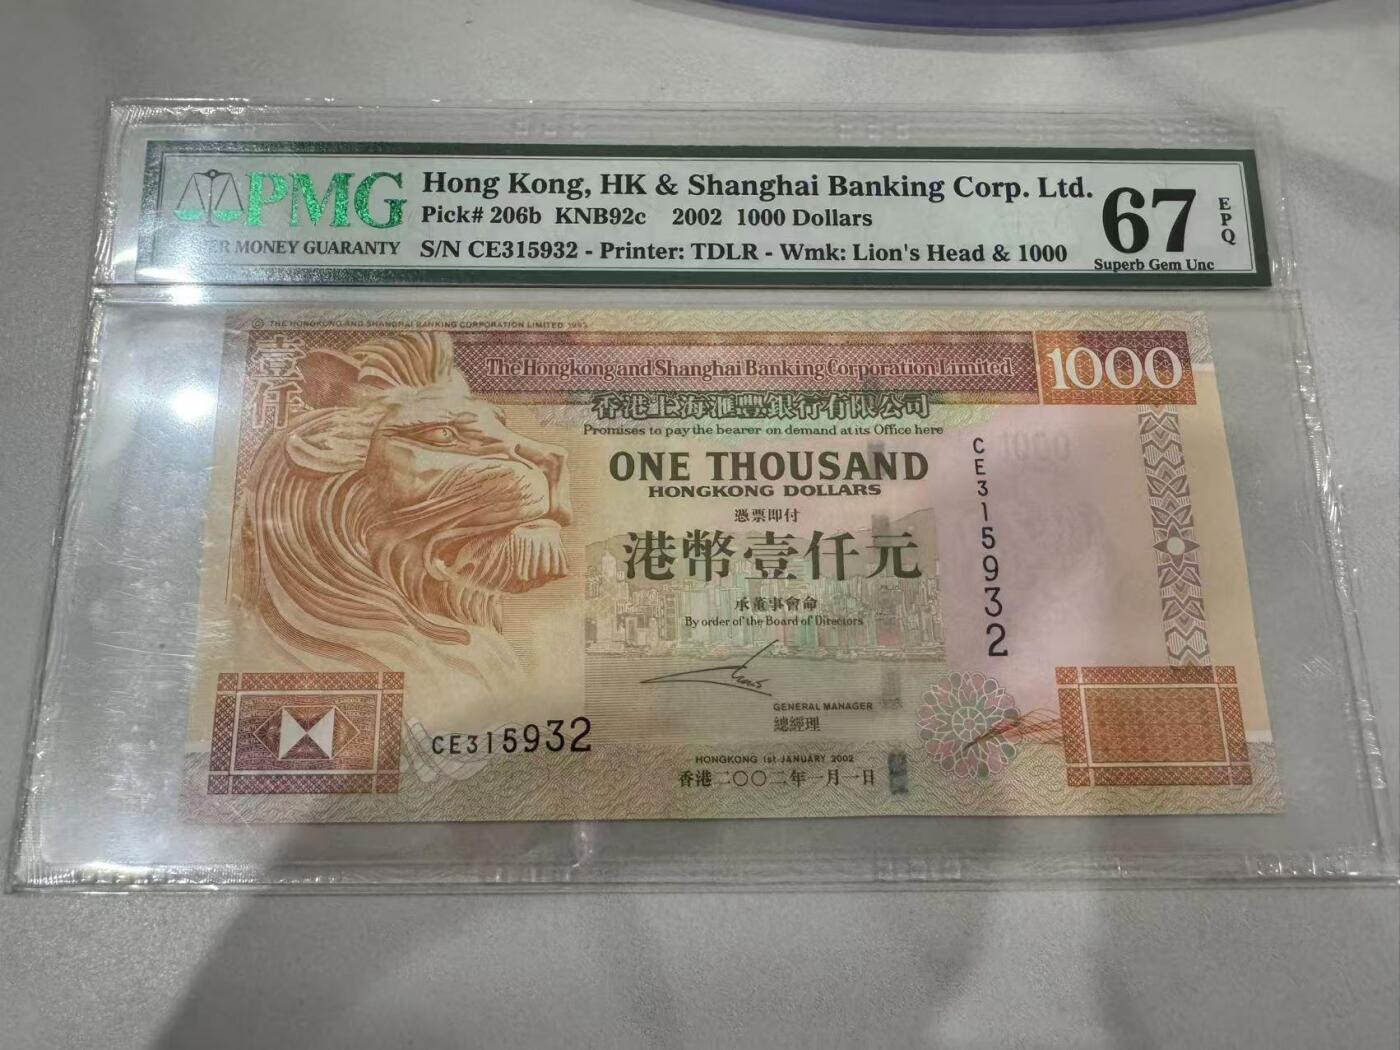 PMG
Hong Kong, HK & Shanghai Banking Corp. Ltd.
Pick# 206b KNB92c 2002 1000 Dollars
MONEY GUARANTY
S/N CE315932 - Printer: TDLR - Wmk: Lion's Head & 1000
67
EPQ
Superb Gem Unc
© THE HONGKONG AND SHANGHAI BANKING CORPORATION LIMITED 1993
壹仟
The Hongkong and Shanghai Banking Corporation Limited
1000
香港上海滙豐銀行有限公司
Promises to pay the bearer on demand at its Office here
ONE THOUSAND
HONGKONG DOLLARS
憑票即付
港幣壹仟元
承董事會命
By order of the Board of Directors
CE315932
GENERAL MANAGER
總經理
CE315932
HONGKONG 1st JANUARY 2002
香港二〇〇二年一月一日